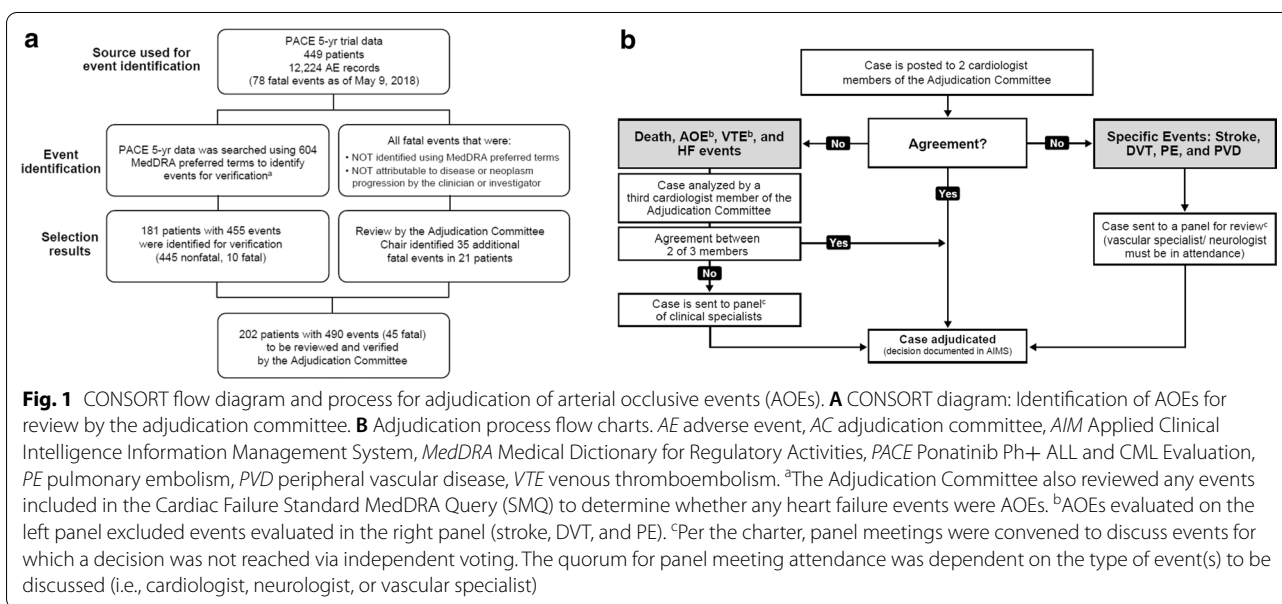 a
Source used for
event identification
PACE 5-yr trial data
449 patients
12,224 AE records
(78 fatal events as of May 9, 2018)
Event
identification
PACE 5-yr data was searched using 604
MedDRA preferred terms to identify
events for verificationᵃ
All fatal events that were:
• NOT identified using MedDRA preferred terms
• NOT attributable to disease or neoplasm
progression by the clinician or investigator
Selection
results
181 patients with 455 events
were identified for verification
(445 nonfatal, 10 fatal)
Review by the Adjudication Committee
Chair identified 35 additional
fatal events in 21 patients
202 patients with 490 events (45 fatal)
to be reviewed and verified
by the Adjudication Committee
b
Case is posted to 2 cardiologist
members of the Adjudication Committee
Death, AOEᵇ, VTEᵇ, and
HF events
No
Agreement?
No
Specific Events: Stroke,
DVT, PE, and PVD
Case analyzed by a
third cardiologist member of the
Adjudication Committee
Yes
Agreement between
2 of 3 members
Yes
Case sent to a panel for reviewᶜ
(vascular specialist/ neurologist
must be in attendance)
No
Case is sent to panelᶜ
of clinical specialists
Case adjudicated
(decision documented in AIMS)
Fig. 1 CONSORT flow diagram and process for adjudication of arterial occlusive events (AOEs). A CONSORT diagram: Identification of AOEs for
review by the adjudication committee. B Adjudication process flow charts. AE adverse event, AC adjudication committee, AIM Applied Clinical
Intelligence Information Management System, MedDRA Medical Dictionary for Regulatory Activities, PACE Ponatinib Ph+ ALL and CML Evaluation,
PE pulmonary embolism, PVD peripheral vascular disease, VTE venous thromboembolism. ᵃThe Adjudication Committee also reviewed any events
included in the Cardiac Failure Standard MedDRA Query (SMQ) to determine whether any heart failure events were AOEs. ᵇAOEs evaluated on the
left panel excluded events evaluated in the right panel (stroke, DVT, and PE). ᶜPer the charter, panel meetings were convened to discuss events for
which a decision was not reached via independent voting. The quorum for panel meeting attendance was dependent on the type of event(s) to be
discussed (i.e., cardiologist, neurologist, or vascular specialist)